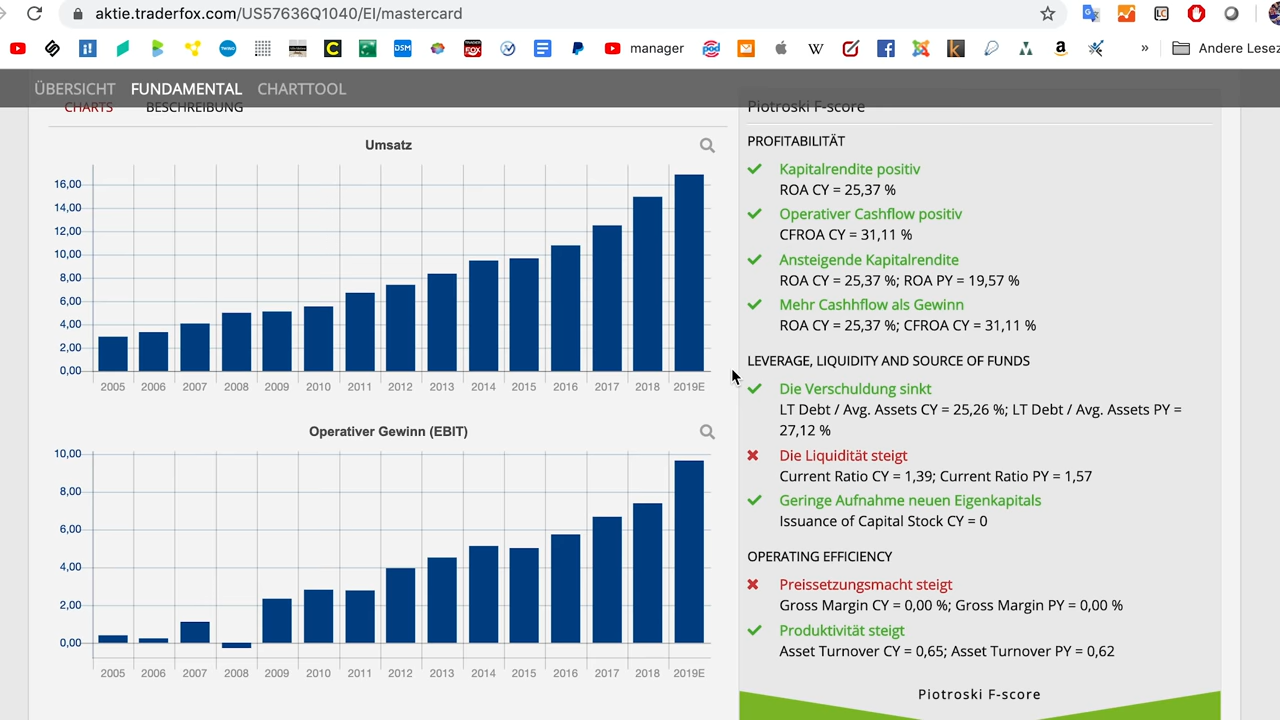 aktie.traderfox.com/US57636Q1040/EI/mastercard
manager
Andere Lesez
ÜBERSICHT FUNDAMENTAL CHARTTOOL
CHARTS BESCHREIBUNG
Umsatz
16,00
14,00
12,00
10,00
8,00
6,00
4,00
2,00
0,00
2005 2006 2007 2008 2009 2010 2011 2012 2013 2014 2015 2016 2017 2018 2019E
Operativer Gewinn (EBIT)
10,00
8,00
6,00
4,00
2,00
0,00
2005 2006 2007 2008 2009 2010 2011 2012 2013 2014 2015 2016 2017 2018 2019E
Piotroski F-score
PROFITABILITÄT
Kapitalrendite positiv
ROA CY = 25,37 %
Operativer Cashflow positiv
CFROA CY = 31,11 %
Ansteigende Kapitalrendite
ROA CY = 25,37 %; ROA PY = 19,57 %
Mehr Cashhflow als Gewinn
ROA CY = 25,37 %; CFROA CY = 31,11 %
LEVERAGE, LIQUIDITY AND SOURCE OF FUNDS
Die Verschuldung sinkt
LT Debt / Avg. Assets CY = 25,26 %; LT Debt / Avg. Assets PY =
27,12 %
Die Liquidität steigt
Current Ratio CY = 1,39; Current Ratio PY = 1,57
Geringe Aufnahme neuen Eigenkapitals
Issuance of Capital Stock CY = 0
OPERATING EFFICIENCY
Preissetzungsmacht steigt
Gross Margin CY = 0,00 %; Gross Margin PY = 0,00 %
Produktivität steigt
Asset Turnover CY = 0,65; Asset Turnover PY = 0,62
Piotroski F-score